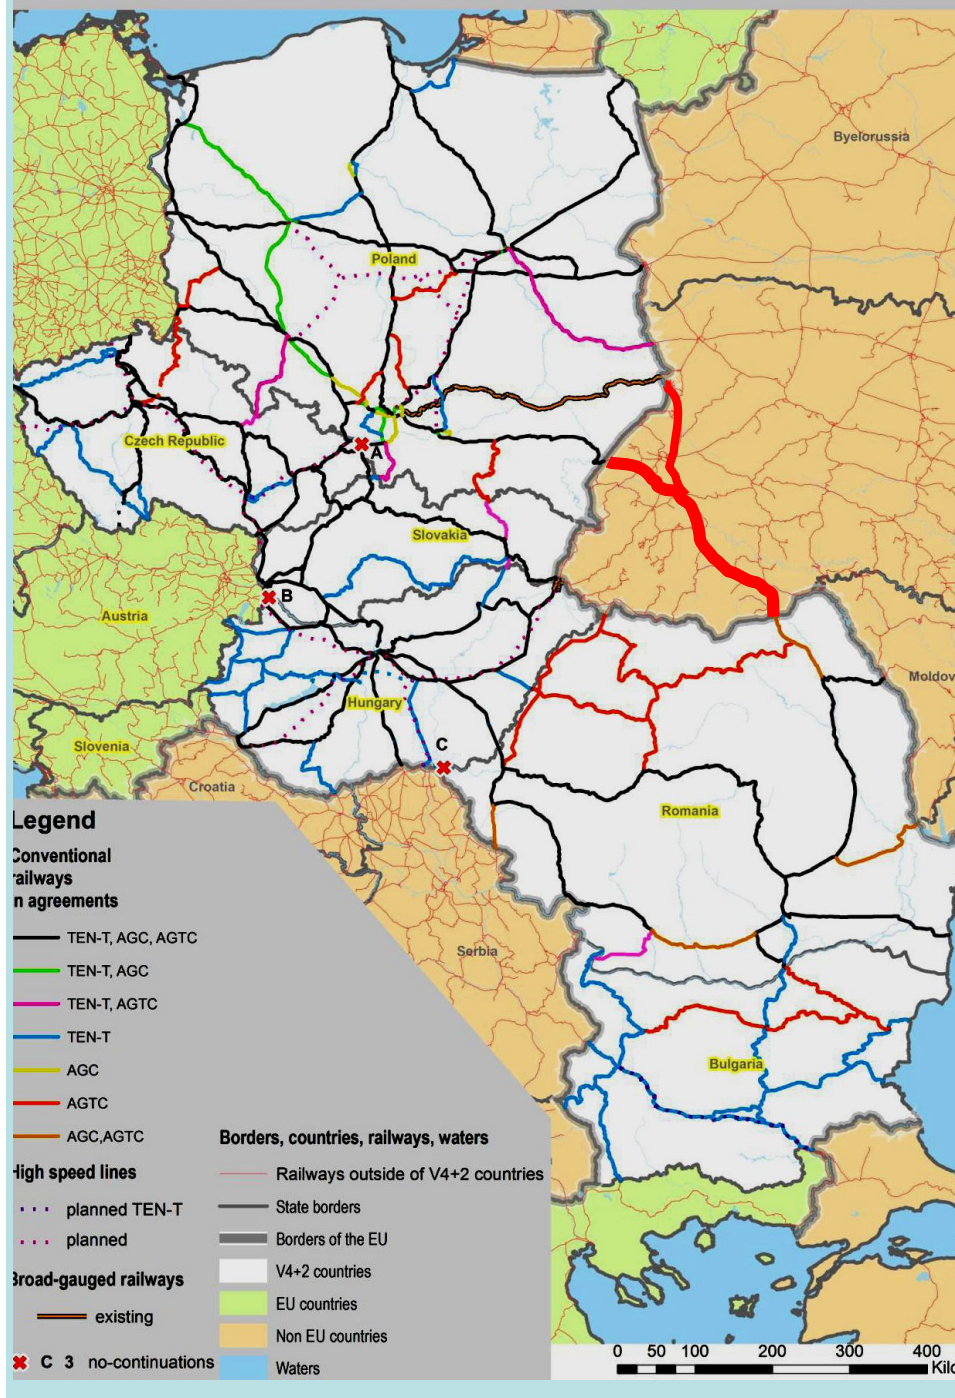 Byelorussia
Poland
Czech Republic
A
Slovakia
B
Austria
Moldov
Hungary
C
Slovenia
Croatia
Romania
Serbia
Bulgaria
Legend
Conventional
railways
in agreements
TEN-T, AGC, AGTC
TEN-T, AGC
TEN-T, AGTC
TEN-T
AGC
AGTC
AGC,AGTC
High speed lines
planned TEN-T
planned
Broad-gauged railways
existing
C 3 no-continuations
Borders, countries, railways, waters
Railways outside of V4+2 countries
State borders
Borders of the EU
V4+2 countries
EU countries
Non EU countries
Waters
0 50 100 200 300 400
Kilo